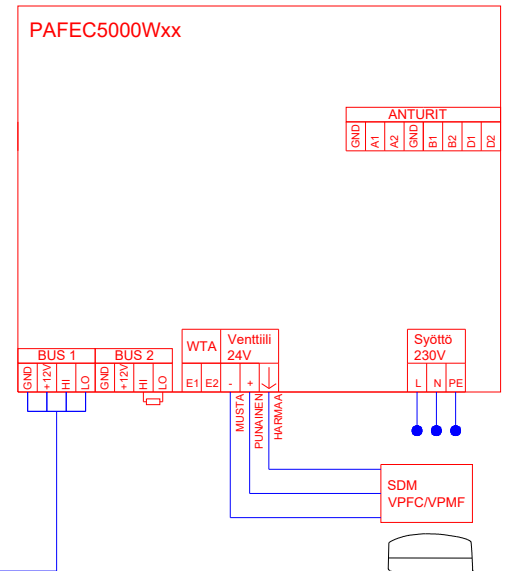 PAFEC5000Wxx
ANTURIT
GND A1 A2 GND B1 B2 D1 D2
WTA
Venttiili
24V
Syöttö
230V
BUS 1
BUS 2
GND +12V HI LO
GND +12V HI LO
E1 E2 - +
L N PE
MUSTA
PUNAINEN
HARMAA
SDM
VPFC/VPMF